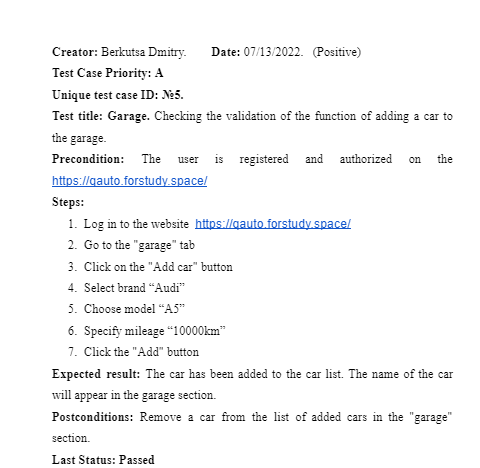 Creator: Berkutsa Dmitry. Date: 07/13/2022. (Positive)
Test Case Priority: A
Unique test case ID: №5.
Test title: Garage. Checking the validation of the function of adding a car to
the garage.
Precondition: The user is registered and authorized on the
https://qauto.forstudy.space/
Steps:
1. Log in to the website https://qauto.forstudy.space/
2. Go to the "garage" tab
3. Click on the "Add car" button
4. Select brand “Audi”
5. Choose model “A5”
6. Specify mileage “10000km”
7. Click the "Add" button
Expected result: The car has been added to the car list. The name of the car
will appear in the garage section.
Postconditions: Remove a car from the list of added cars in the "garage"
section.
Last Status: Passed